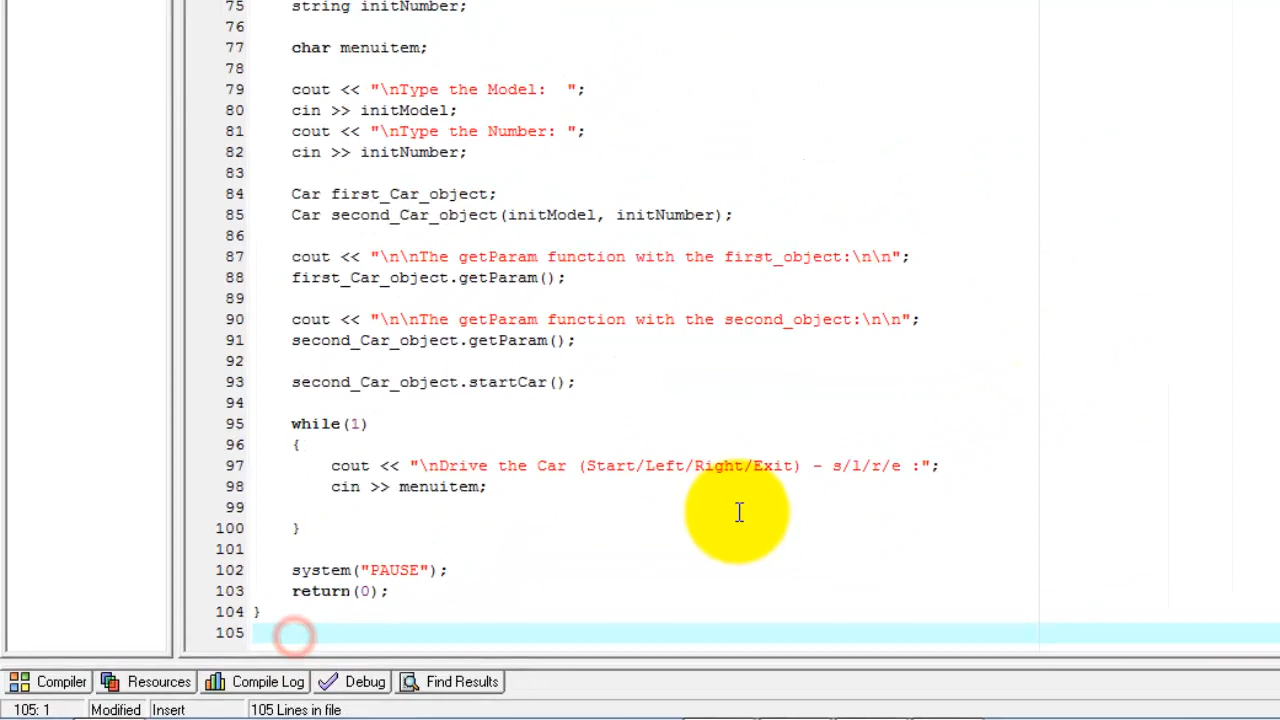 75 string initNumber;
76
77 char menuitem;
78
79 cout << "\nType the Model:  ";
80 cin >> initModel;
81 cout << "\nType the Number: ";
82 cin >> initNumber;
83
84 Car first_Car_object;
85 Car second_Car_object(initModel, initNumber);
86
87 cout << "\n\nThe getParam function with the first_object:\n\n";
88 first_Car_object.getParam();
89
90 cout << "\n\nThe getParam function with the second_object:\n\n";
91 second_Car_object.getParam();
92
93 second_Car_object.startCar();
94
95 while(1)
96 {
97 cout << "\nDrive the Car (Start/Left/Right/Exit) - s/l/r/e :";
98 cin >> menuitem;
99
100 }
101
102 system("PAUSE");
103 return(0);
104 }
105
Compiler Resources Compile Log Debug Find Results
105: 1 Modified Insert 105 Lines in file